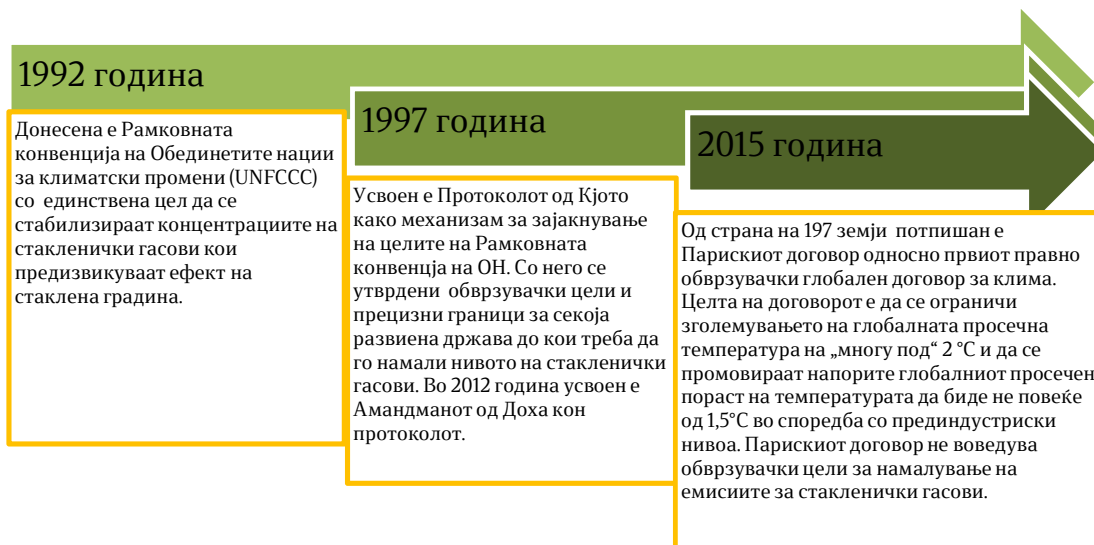 1992 година
Донесена е Рамковната
конвенција на Обединетите нации
за климатски промени (UNFCCC)
со единствена цел да се
стабилизираат концентрациите на
стакленички гасови кои
предизвикуваат ефект на
стаклена градина.
1997 година
Усвоен е Протоколот од Кјото
како механизам за зајакнување
на целите на Рамковната
конвенцја на ОН. Со него се
утврдени обврзувачки цели и
прецизни граници за секоја
развиена држава до кои треба да
го намали нивото на стакленички
гасови. Во 2012 година усвоен е
Амандманот од Доха кон
протоколот.
2015 година
Од страна на 197 земји потпишан е
Парискиот договор односно првиот правно
обврзувачки глобален договор за клима.
Целта на договорот е да се ограничи
зголемувањето на глобалната просечна
температура на „многу под“ 2 °C и да се
промовираат напорите глобалниот просечен
пораст на температурата да биде не повеќе
од 1,5°C во споредба со прединдустриски
нивоа. Парискиот договор не воведува
обврзувачки цели за намалување на
емисиите за стакленички гасови.